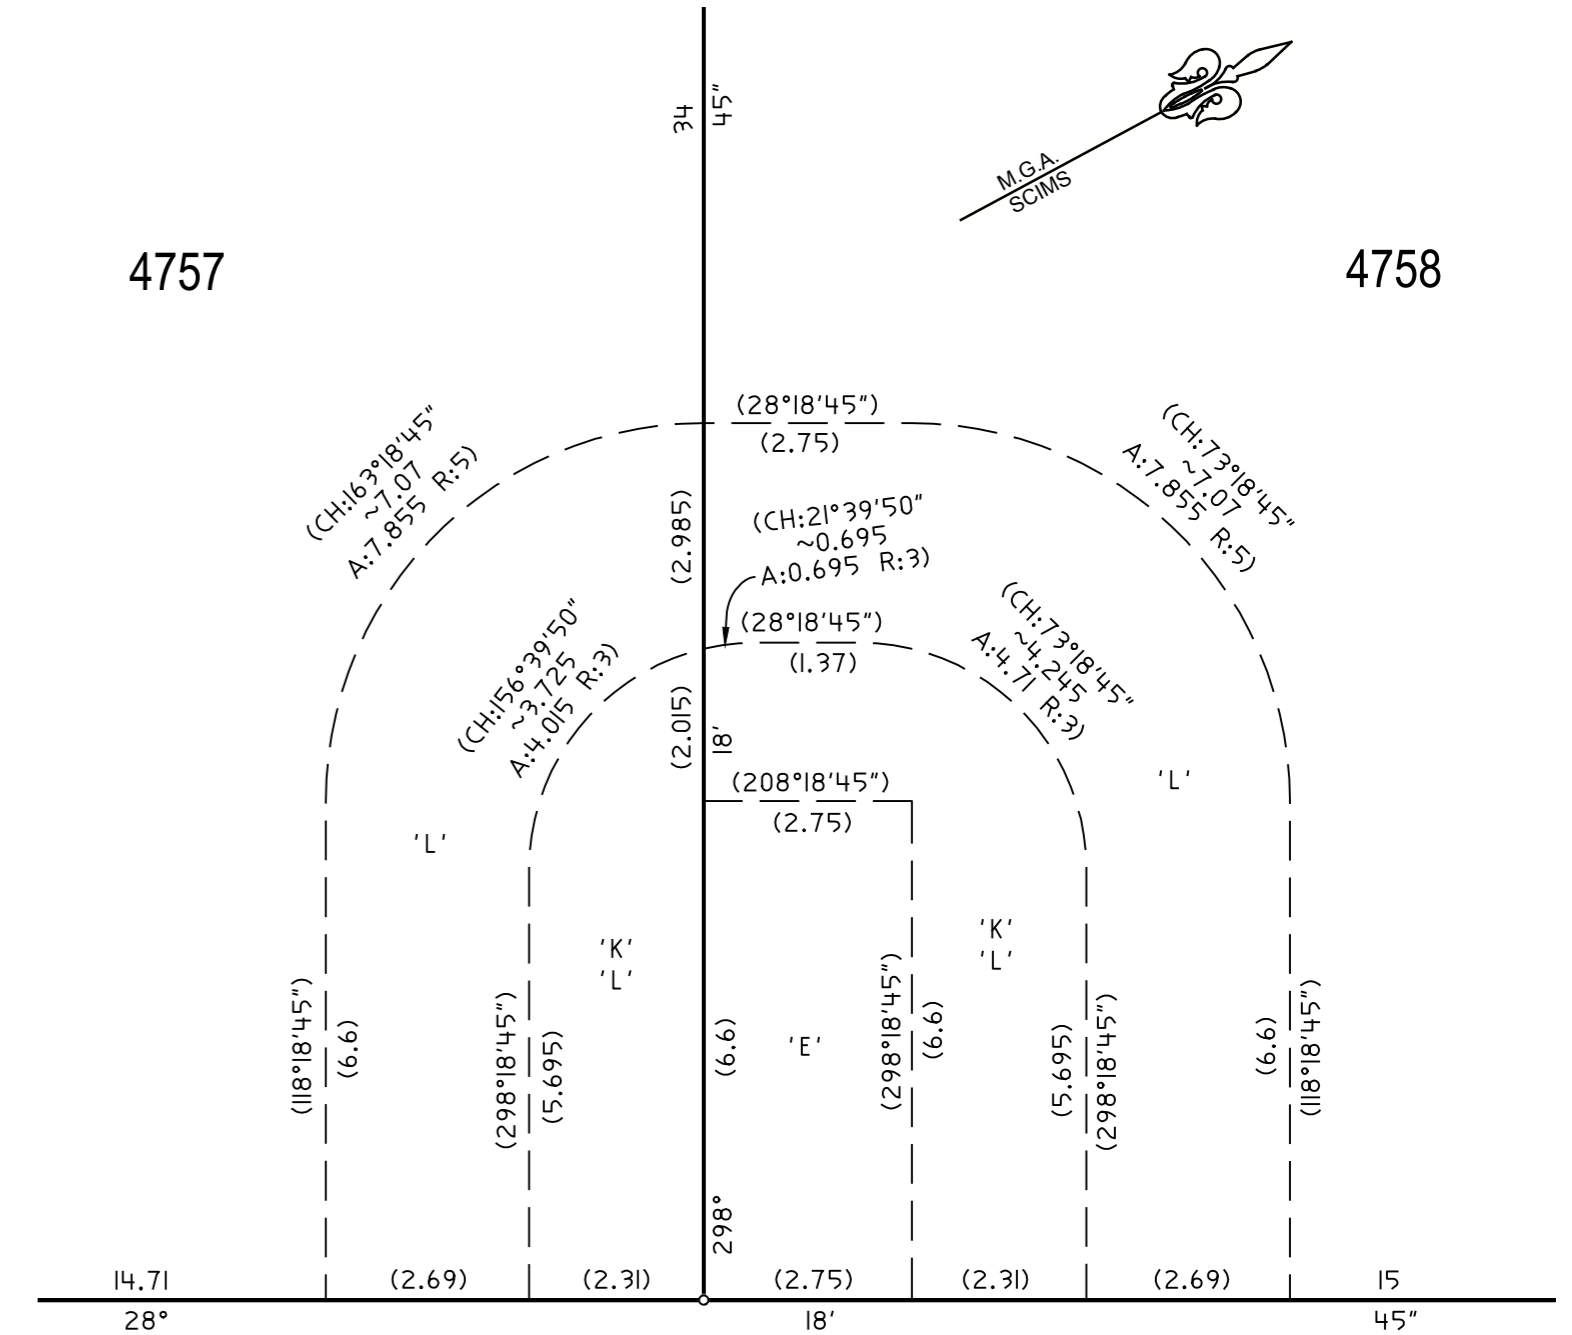 34
45"
M.G.A.
SCIMS
4757
4758
(28°18'45")
(2.75)
(CH:163°18'45"
~7.07
A:7.855 R:5)
(CH:73°18'45"
~7.07
A:7.855 R:5)
(2.985)
(CH:21°39'50"
~0.695
A:0.695 R:3)
(28°18'45")
(1.37)
(CH:156°39'50"
~3.725
A:4.015 R:3)
(CH:73°18'45"
~4.245
A:4.71 R:3)
(2.015)
18'
(208°18'45")
(2.75)
'L'
'L'
'K'
'L'
'K'
'L'
'E'
(118°18'45")
(6.6)
(298°18'45")
(5.695)
(6.6)
(298°18'45")
(6.6)
(5.695)
(298°18'45")
(6.6)
(118°18'45")
298°
14.71
(2.69)
(2.31)
(2.75)
(2.31)
(2.69)
15
28°
18'
45"